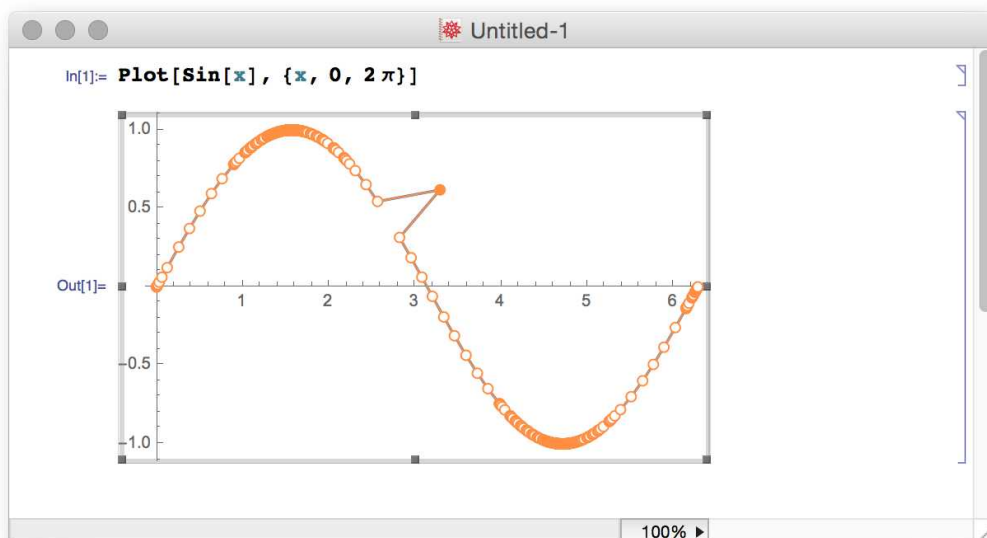 Untitled-1
In[1]:= Plot[Sin[x], {x, 0, 2 π}]
1.0
0.5
Out[1]=
1 2 3 4 5 6
-0.5
-1.0
100%